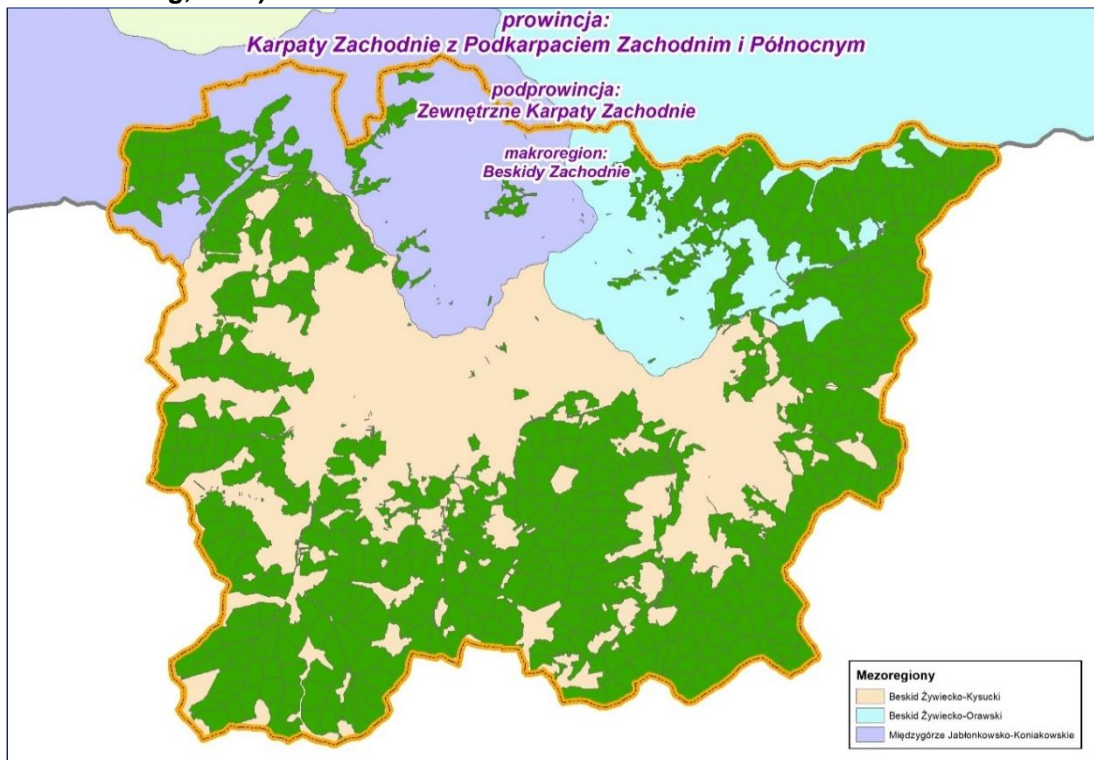 prowincja:
Karpaty Zachodnie z Podkarpaciem Zachodnim i Północnym
podprowincja:
Zewnętrzne Karpaty Zachodnie
makroregion:
Beskidy Zachodnie
Mezoregiony
Beskid Żywiecko-Kysucki
Beskid Żywiecko-Orawski
Międzygórze Jabłonkowsko-Koniakowskie